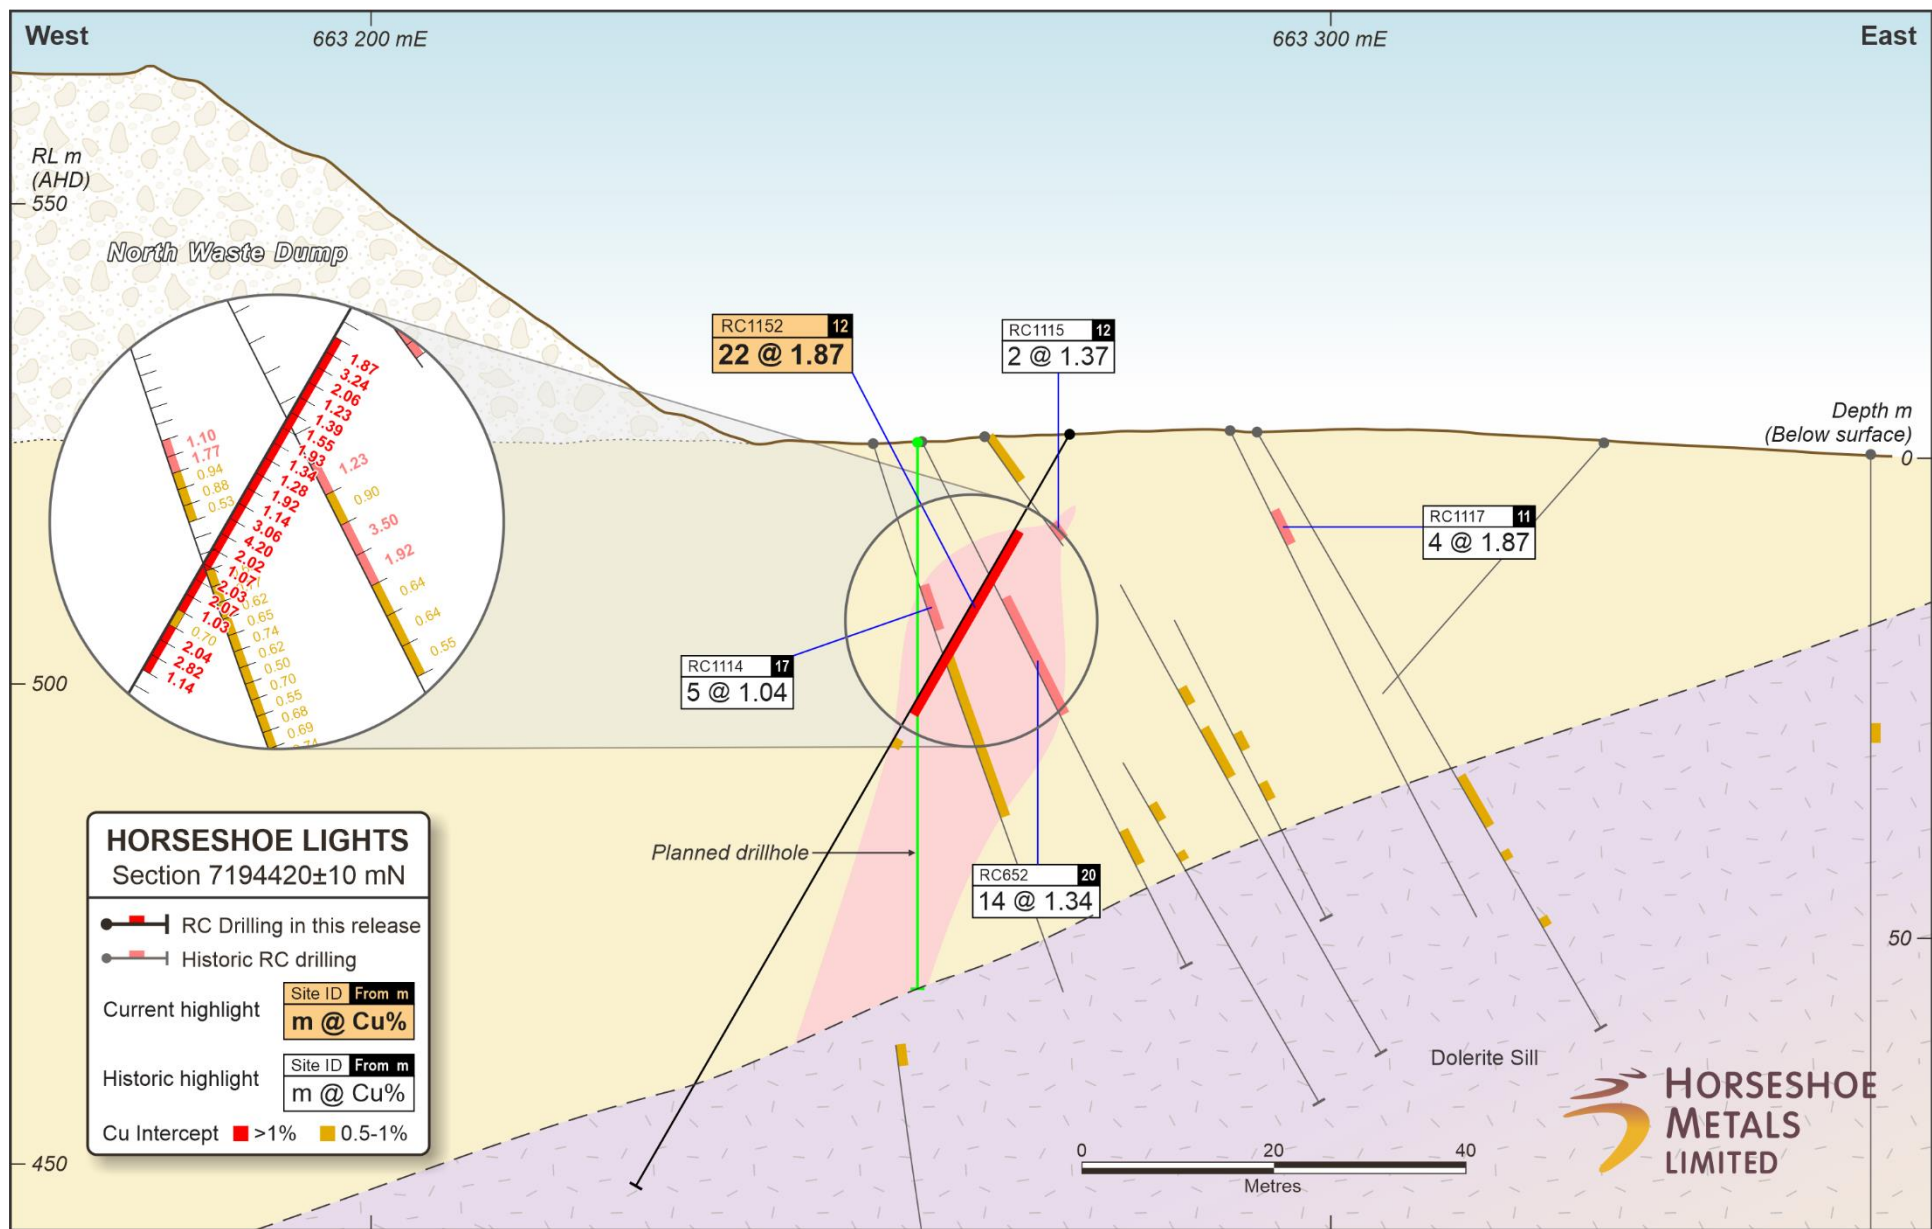 West
663 200 mE
663 300 mE
East
RL m
(AHD)
550
North Waste Dump
RC1152 12
22 @ 1.87
RC1115 12
2 @ 1.37
Depth m
(Below surface)
0
1.87
3.24
2.06
1.23
1.39
1.55
1.93
1.34
1.28
1.92
1.14
3.06
4.20
2.02
1.07
2.03
2.07
1.03
0.70
2.04
2.82
1.14
1.10
1.77
0.94
0.88
0.53
0.62
0.65
0.74
0.62
0.50
0.70
0.55
0.68
0.69
0.74
1.23
0.90
3.50
1.92
0.64
0.64
0.55
RC1117 11
4 @ 1.87
RC1114 17
5 @ 1.04
500
Planned drillhole
RC652 20
14 @ 1.34
50
HORSESHOE LIGHTS
Section 7194420±10 mN
RC Drilling in this release
Historic RC drilling
Current highlight
Site ID From m
m @ Cu%
Historic highlight
Site ID From m
m @ Cu%
Cu Intercept >1% 0.5-1%
450
Dolerite Sill
0 20 40
Metres
HORSESHOE
METALS
LIMITED